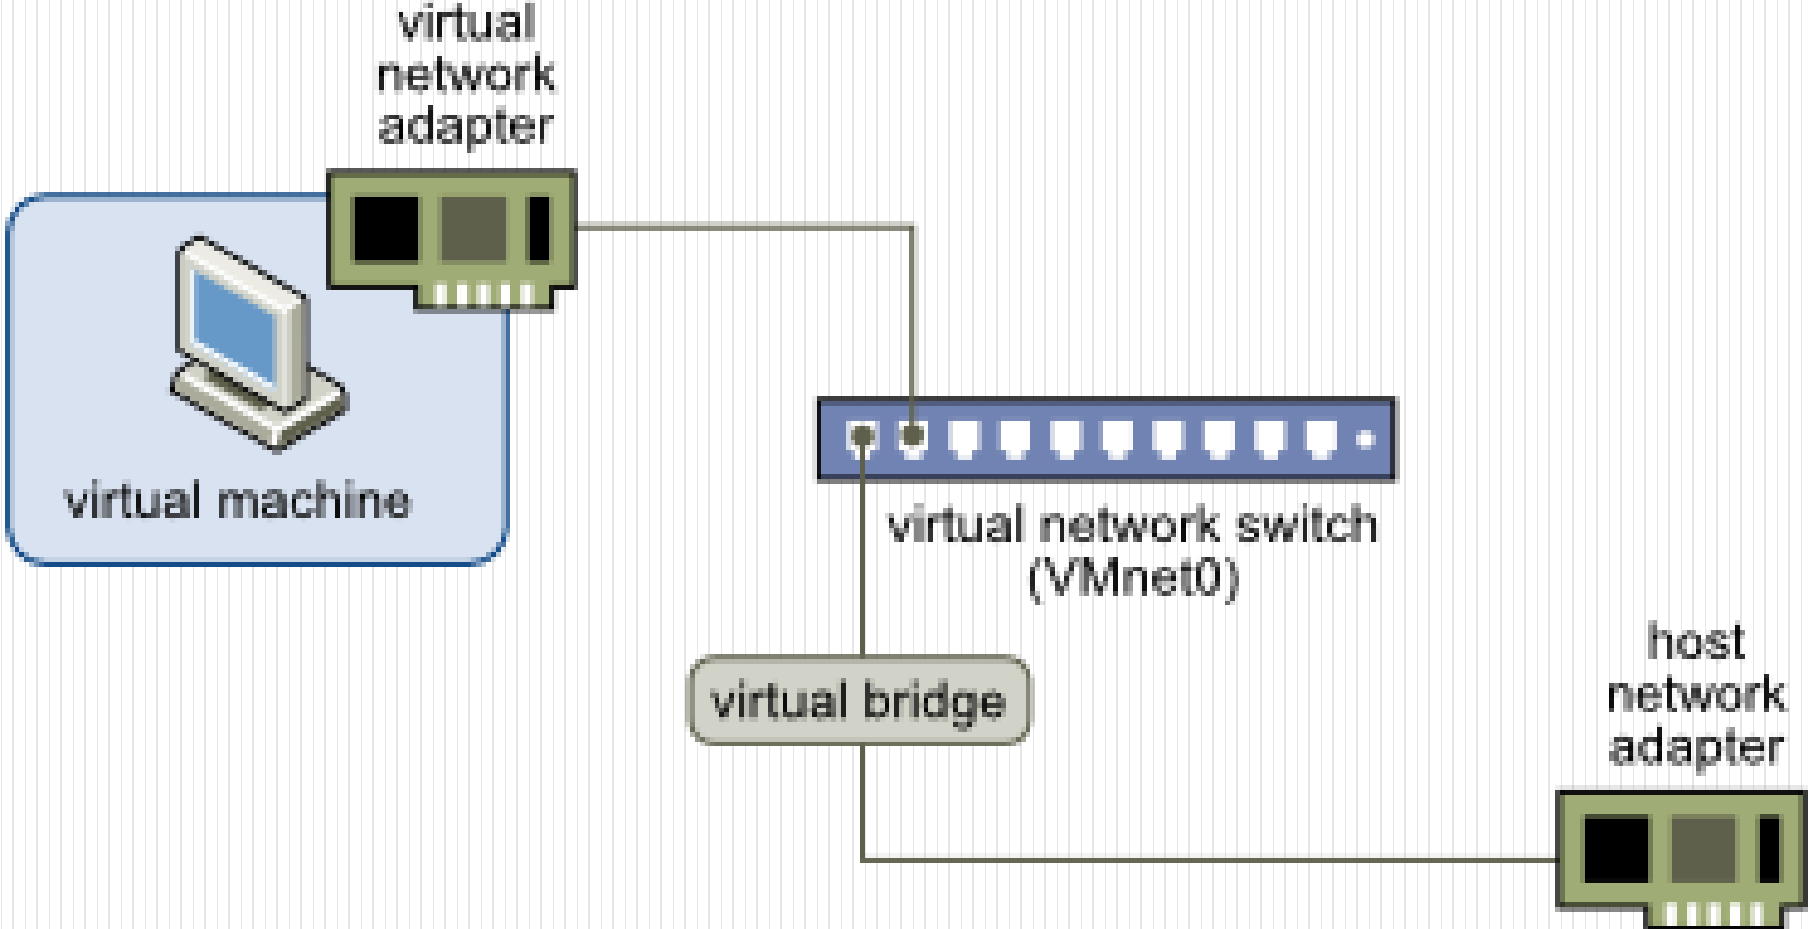 virtual
network
adapter
virtual machine
virtual network switch
(VMnet0)
virtual bridge
host
network
adapter